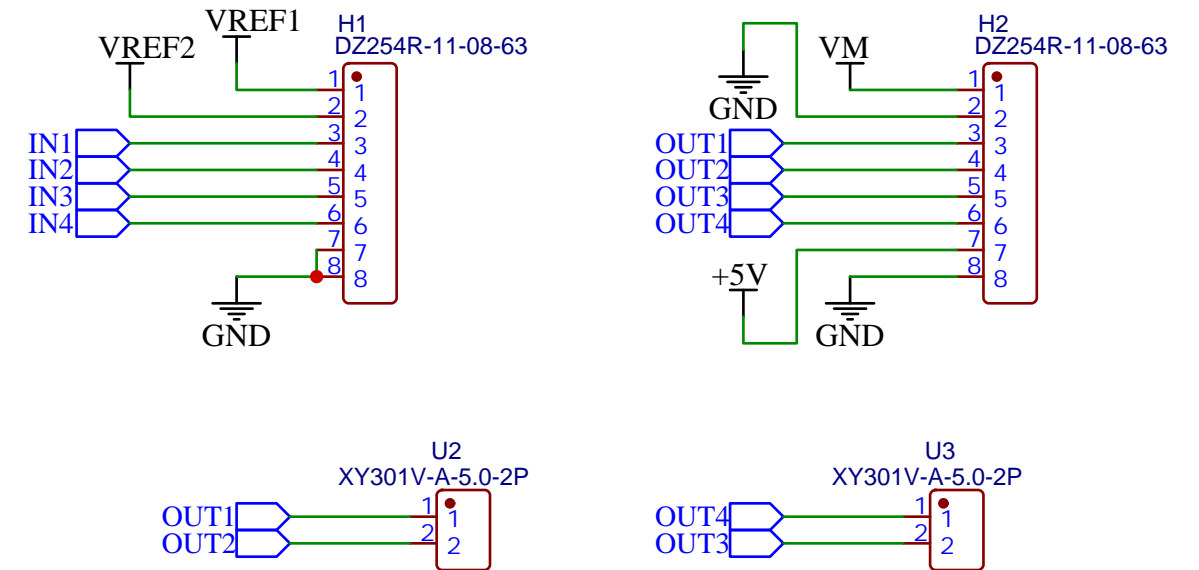 H1
DZ254R-11-08-63
VREF1
VREF2
1 1
2 2
IN1 3 3
IN2 4 4
IN3 5 5
IN4 6 6
7 7
8 8
GND
H2
DZ254R-11-08-63
VM
GND
1 1
2 2
OUT1 3 3
OUT2 4 4
OUT3 5 5
OUT4 6 6
7 7
+5V 8 8
GND
U2
XY301V-A-5.0-2P
OUT1 1 1
OUT2 2 2
U3
XY301V-A-5.0-2P
OUT4 1 1
OUT3 2 2